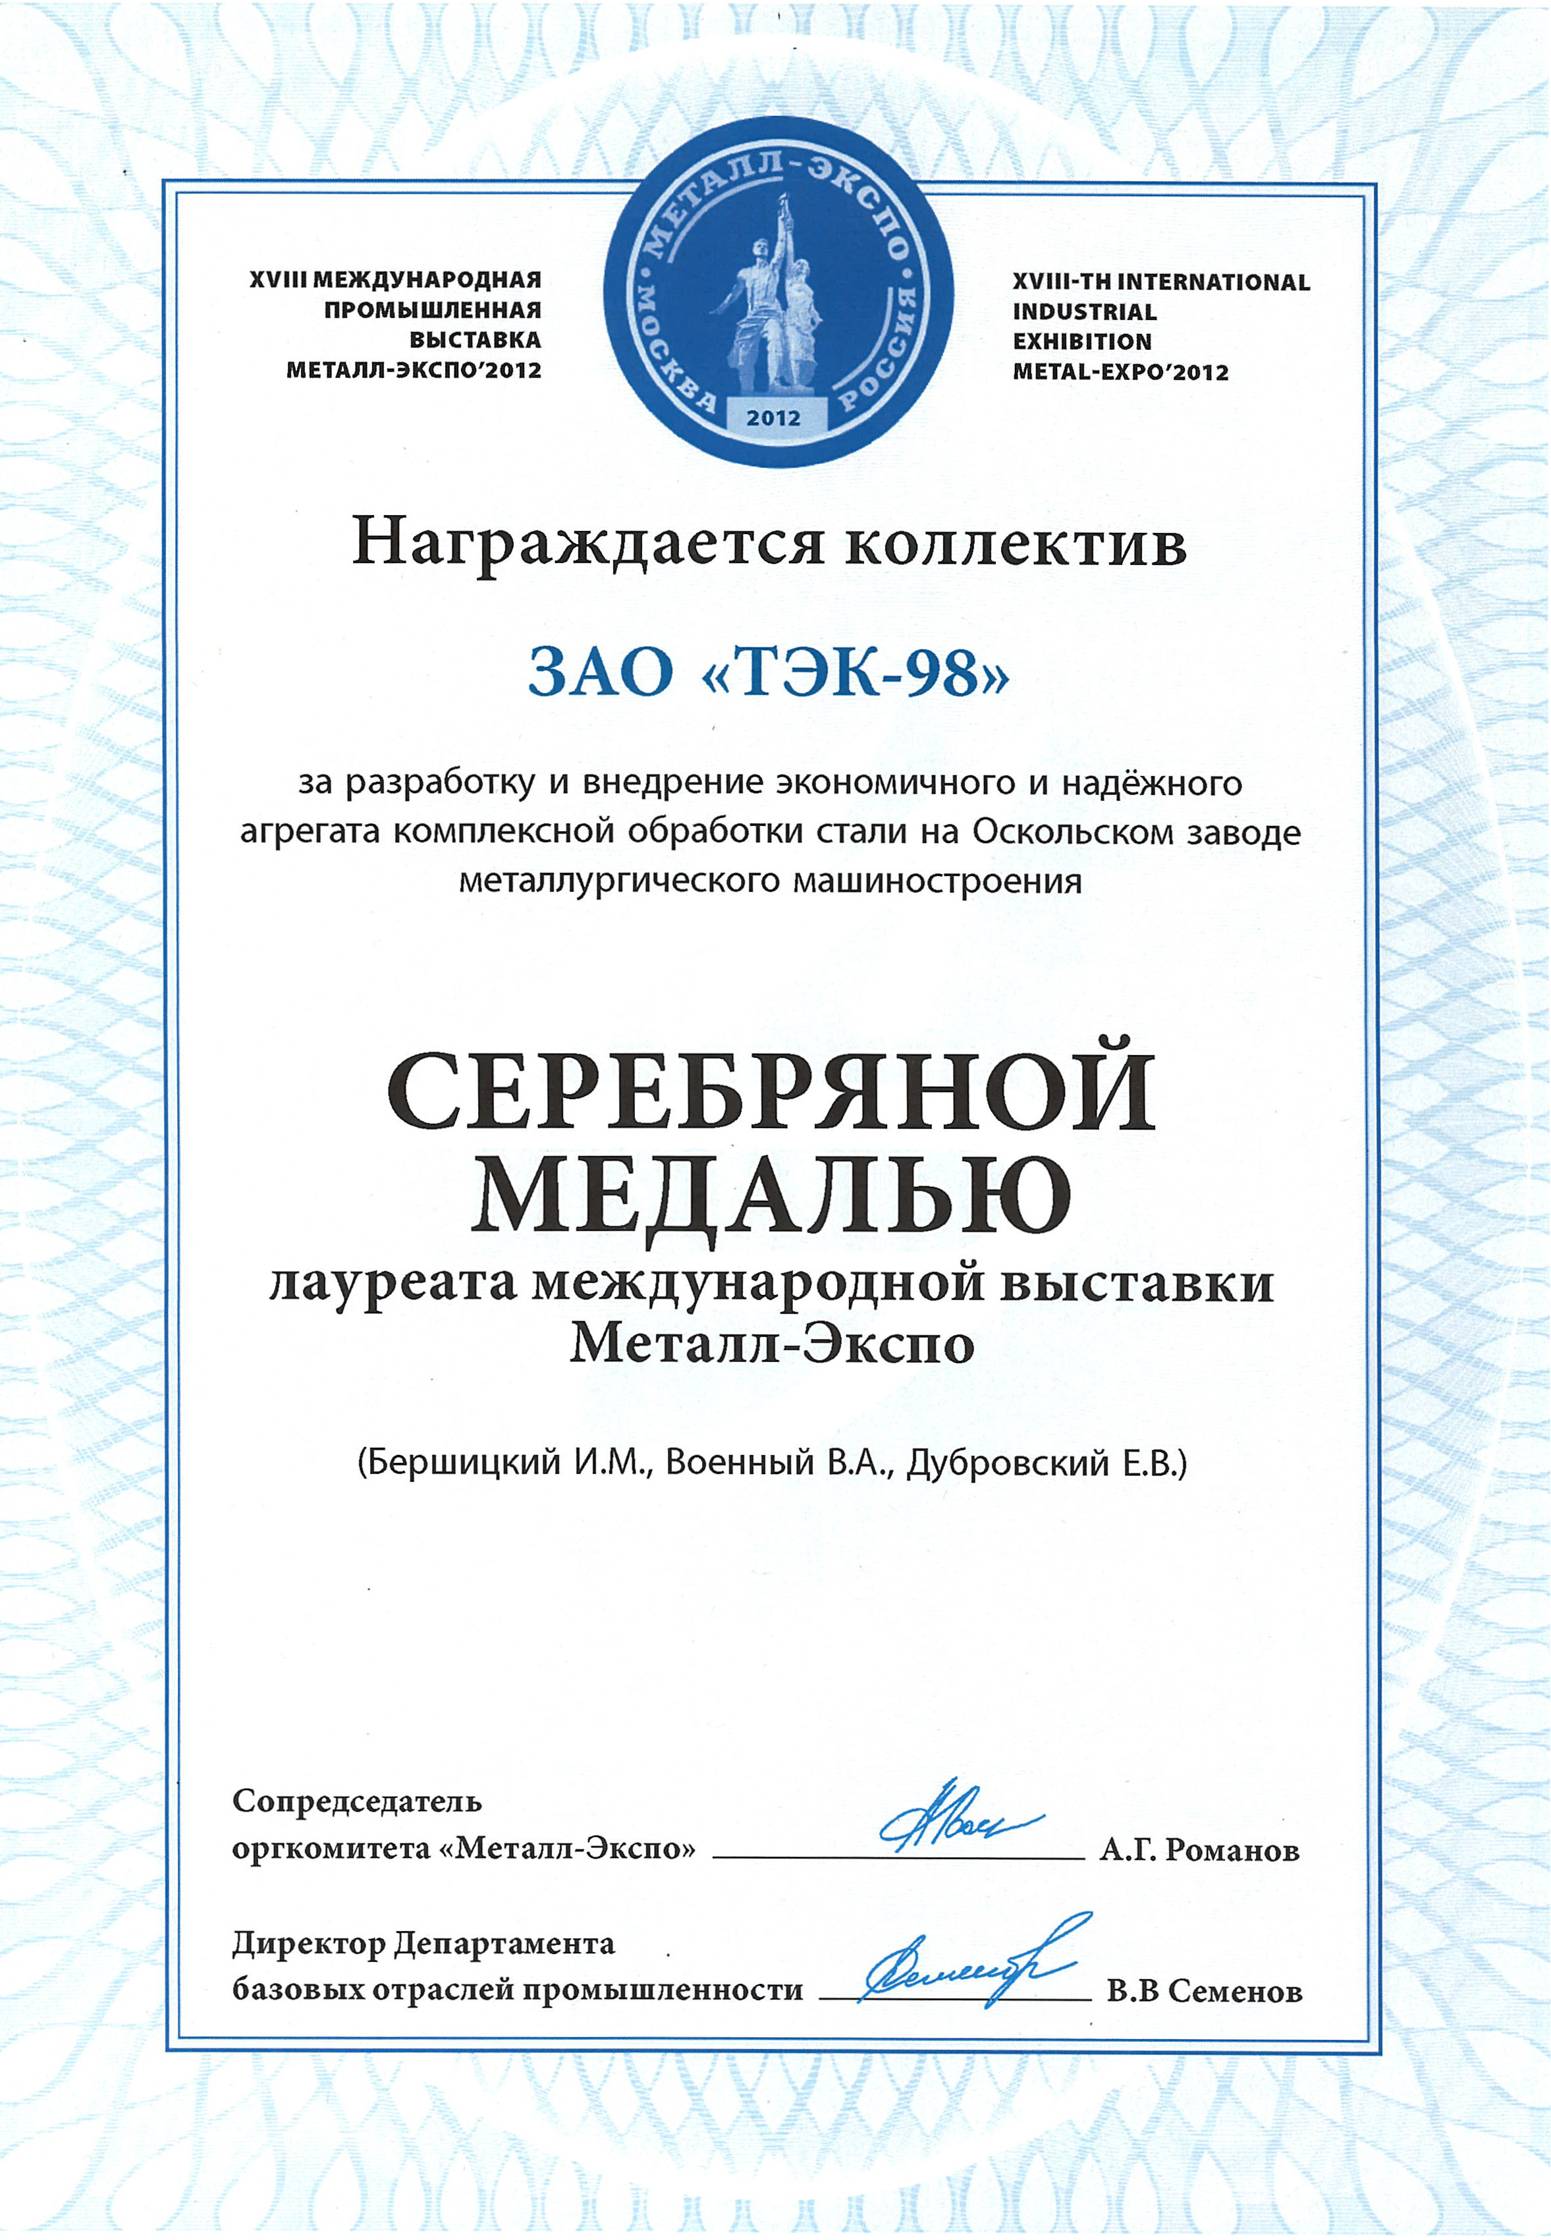 XVIII МЕЖДУНАРОДНАЯ
ПРОМЫШЛЕННАЯ
ВЫСТАВКА
МЕТАЛЛ-ЭКСПО’2012
МЕТАЛЛ-ЭКСПО • РОССИЯ
МОСКВА •
2012
XVIII-TH INTERNATIONAL
INDUSTRIAL
EXHIBITION
METAL-EXPO’2012
Награждается коллектив
ЗАО «ТЭК-98»
за разработку и внедрение экономичного и надёжного
агрегата комплексной обработки стали на Оскольском заводе
металлургического машиностроения
СЕРЕБРЯНОЙ
МЕДАЛЬЮ
лауреата международной выставки
Металл-Экспо
(Бершицкий И.М., Военный В.А., Дубровский Е.В.)
Сопредседатель
оргкомитета «Металл-Экспо» А.Г. Романов
Директор Департамента
базовых отраслей промышленности В.В Семенов